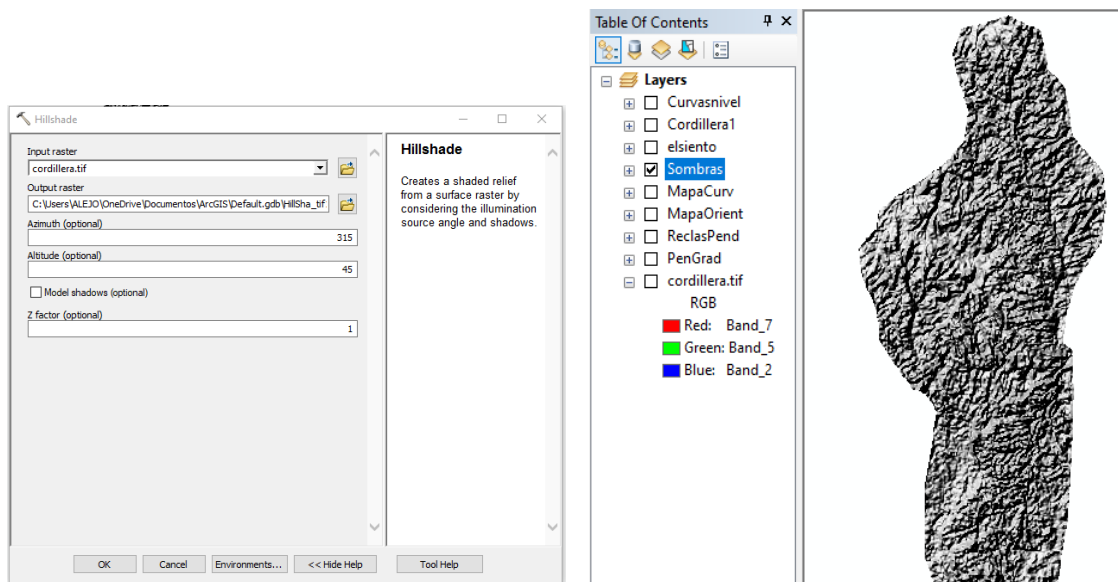 Hillshade
Input raster
cordillera.tif
Output raster
C:\Users\ALEJO\OneDrive\Documentos\ArcGIS\Default.gdb\HillSha_tif
Azimuth (optional)
315
Altitude (optional)
45
Model shadows (optional)
Z factor (optional)
1
OK
Cancel
Environments...
<< Hide Help
Tool Help
Hillshade
Creates a shaded relief
from a surface raster by
considering the illumination
source angle and shadows.
Table Of Contents
Layers
Curvasnivel
Cordillera1
elsiento
Sombras
MapaCurv
MapaOrient
ReclasPend
PenGrad
cordillera.tif
RGB
Red: Band_7
Green: Band_5
Blue: Band_2